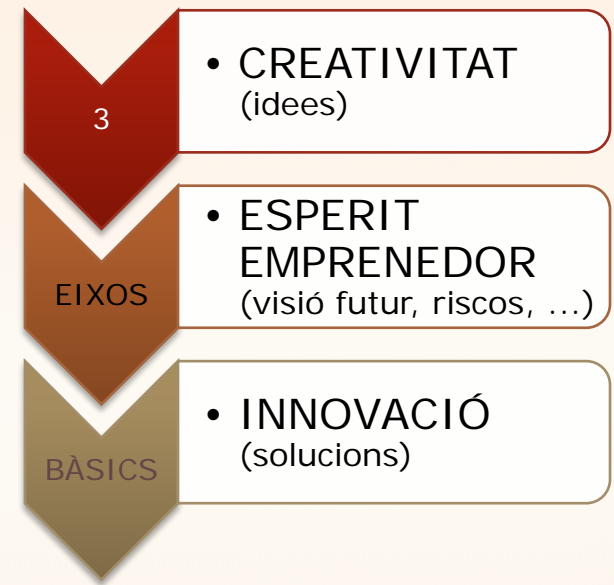 3
• CREATIVITAT
(idees)
EIXOS
• ESPERIT
EMPRENEDOR
(visió futur, riscos, ...)
BÀSICS
• INNOVACIÓ
(solucions)